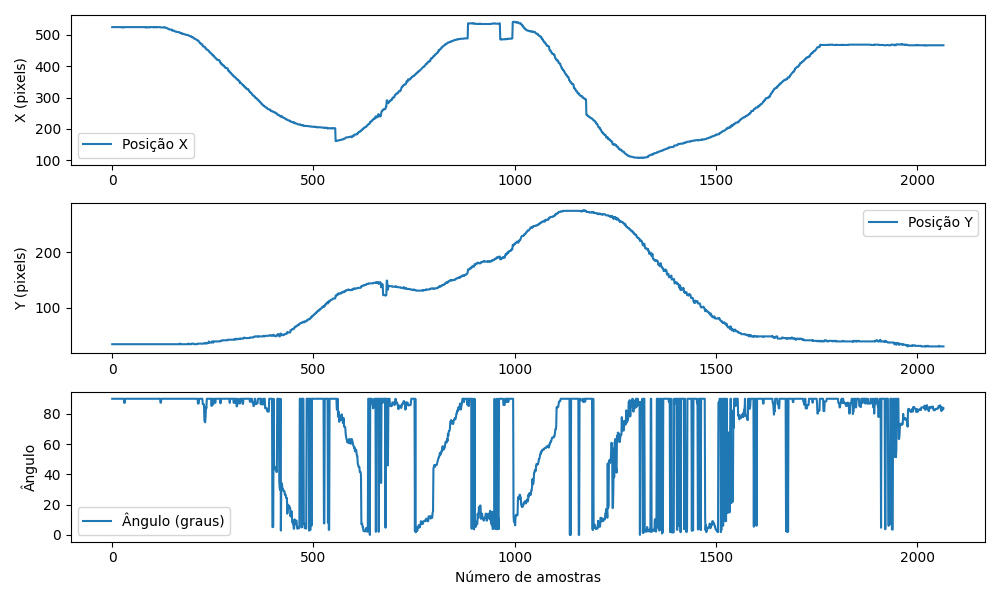 X (pixels)
500
400
300
200
100
Posição X
0 500 1000 1500 2000
Y (pixels)
200
100
Posição Y
0 500 1000 1500 2000
Ângulo
80
60
40
20
0
Ângulo (graus)
0 500 1000 1500 2000
Número de amostras